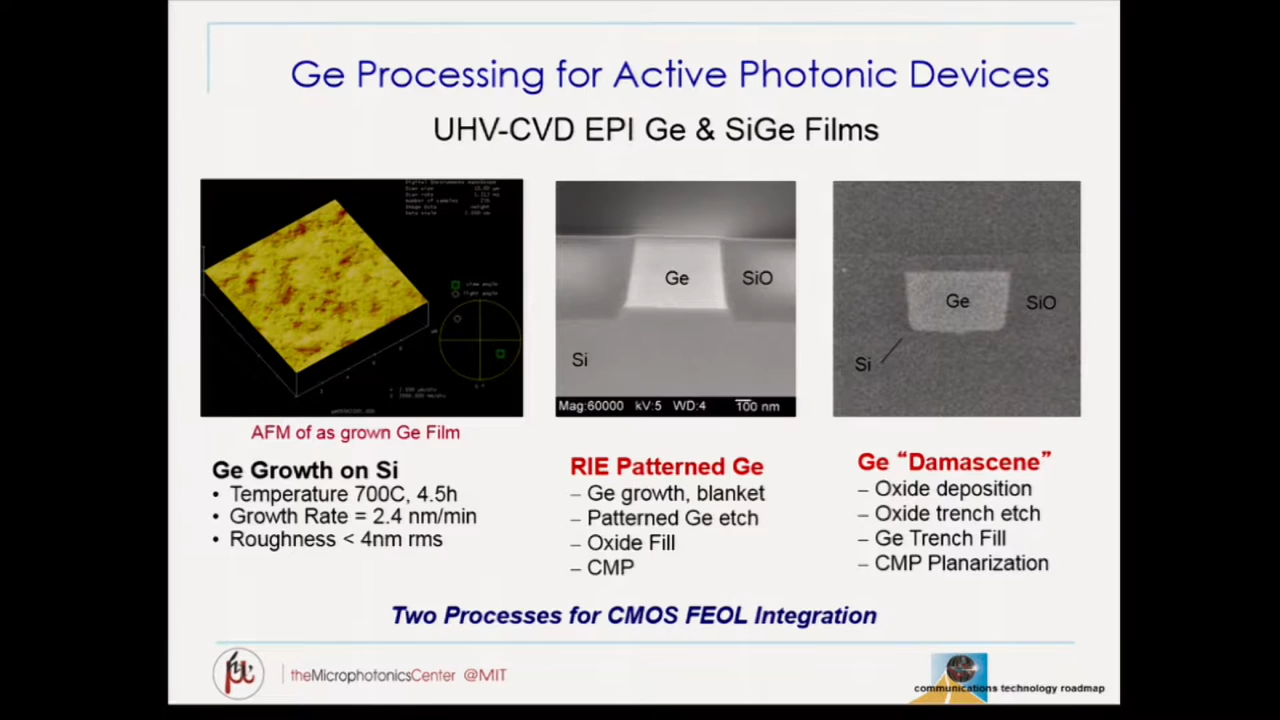 Ge Processing for Active Photonic Devices
UHV-CVD EPI Ge & SiGe Films
Ge
SiO
Si
Mag:60000 kV:5 WD:4 100 nm
Ge
SiO
Si
AFM of as grown Ge Film
Ge Growth on Si
• Temperature 700C, 4.5h
• Growth Rate = 2.4 nm/min
• Roughness < 4nm rms
RIE Patterned Ge
– Ge growth, blanket
– Patterned Ge etch
– Oxide Fill
– CMP
Ge “Damascene”
– Oxide deposition
– Oxide trench etch
– Ge Trench Fill
– CMP Planarization
Two Processes for CMOS FEOL Integration
theMicrophotonicsCenter @MIT
communications technology roadmap